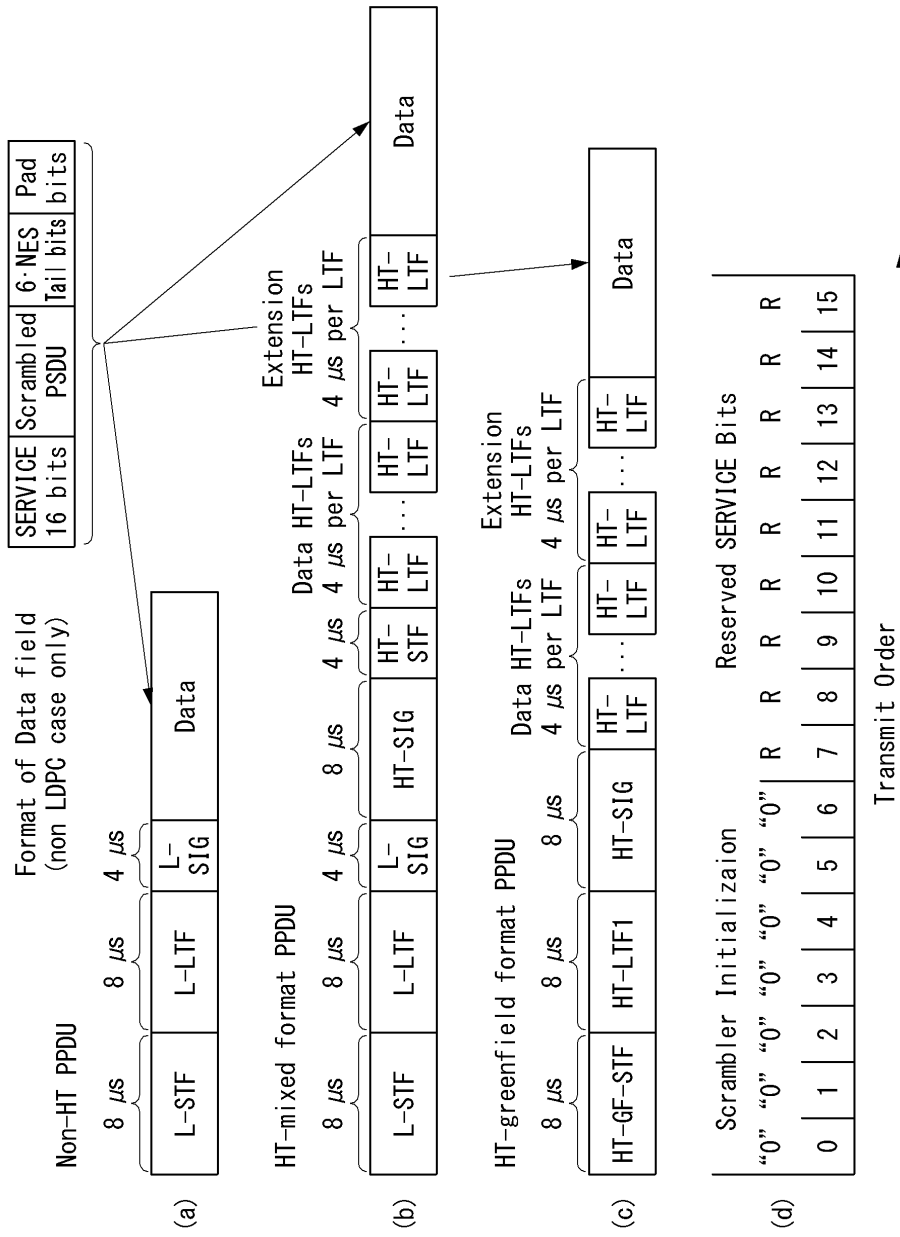 Format of Data field
(non LDPC case only)
SERVICE 16 bits
Scrambled PSDU
6·NES Tail bits
Pad bits
Non-HT PPDU
8 μs
8 μs
4 μs
(a)
L-STF
L-LTF
L-SIG
Data
HT-mixed format PPDU
Data HT-LTFs
4 μs per LTF
Extension
HT-LTFs
4 μs per LTF
8 μs
8 μs
4 μs
8 μs
4 μs
(b)
L-STF
L-LTF
L-SIG
HT-SIG
HT-STF
HT-LTF
...
HT-LTF
HT-LTF
...
HT-LTF
Data
HT-greenfield format PPDU
Data HT-LTFs
4 μs per LTF
Extension
HT-LTFs
4 μs per LTF
8 μs
8 μs
8 μs
(c)
HT-GF-STF
HT-LTF1
HT-SIG
HT-LTF
...
HT-LTF
HT-LTF
...
HT-LTF
Data
Scrambler Initializaion
Reserved SERVICE Bits
(d)
“0” “0” “0” “0” “0” “0” “0” R R R R R R R R R
0 1 2 3 4 5 6 7 8 9 10 11 12 13 14 15
Transmit Order